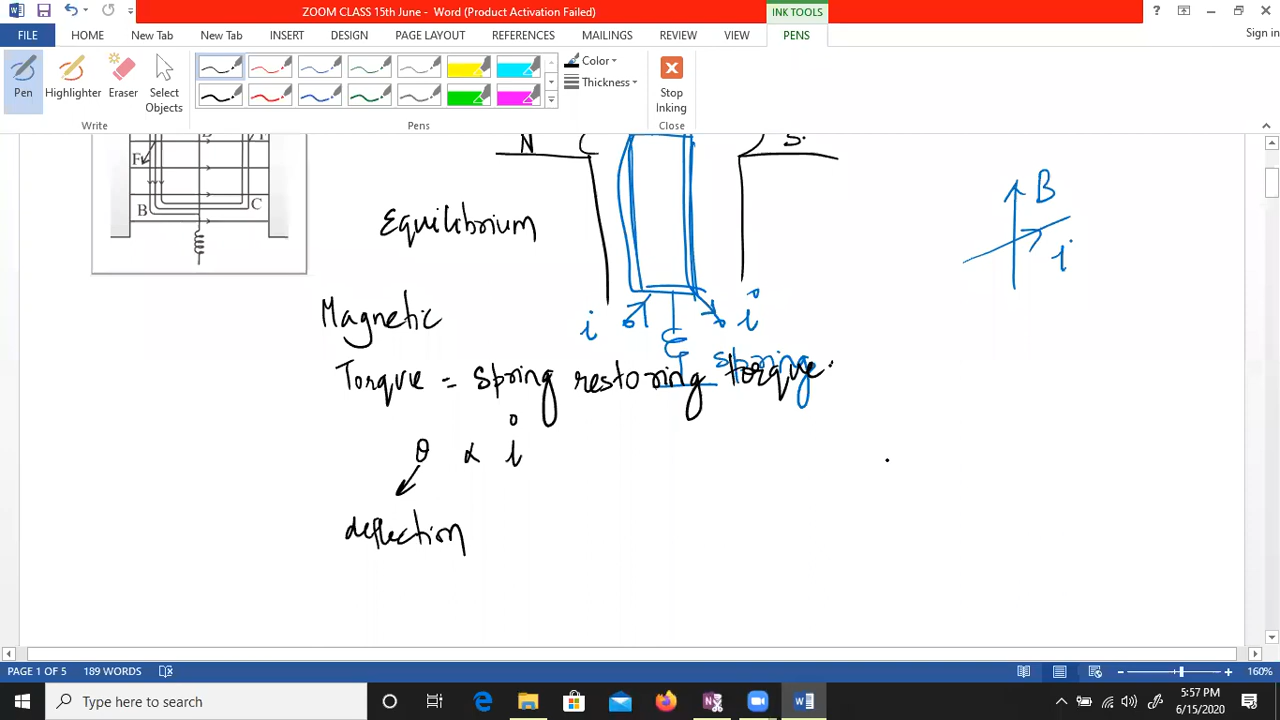 ZOOM CLASS 15th June - Word (Product Activation Failed)
INK TOOLS
?
FILE
HOME
New Tab
New Tab
INSERT
DESIGN
PAGE LAYOUT
REFERENCES
MAILINGS
REVIEW
VIEW
PENS
Sign in
Pen
Highlighter
Eraser
Select
Objects
Color
Thickness
Stop
Inking
Write
Pens
Close
N
S
F
B
C
B
i
Equilibrium
i
i
Magnetic
spring
Torque = spring restoring torque.
θ ∝ i
deflection
PAGE 1 OF 5
189 WORDS
160%
Type here to search
5:57 PM
6/15/2020